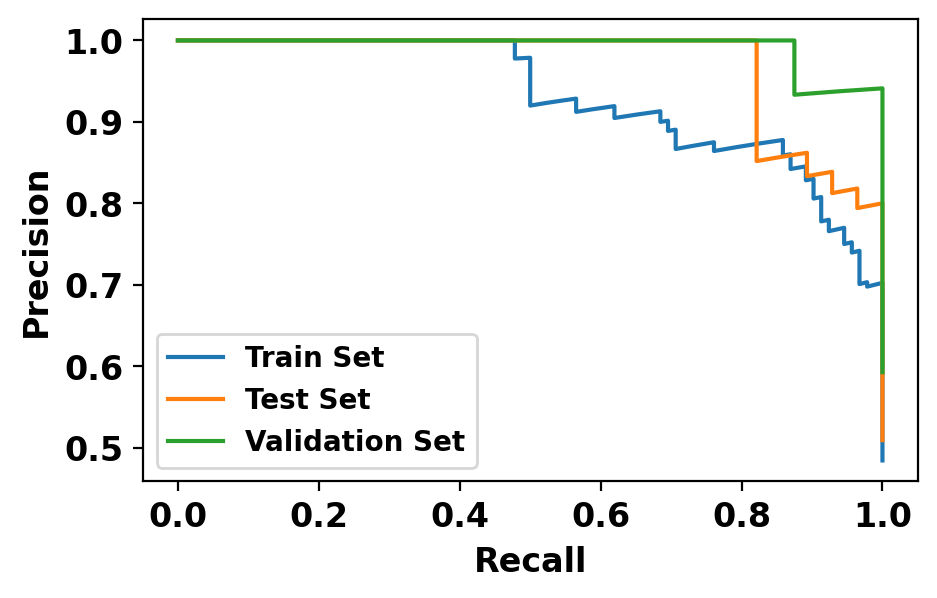 1.0
0.9
0.8
0.7
0.6
0.5
Precision
Train Set
Test Set
Validation Set
0.0 0.2 0.4 0.6 0.8 1.0
Recall